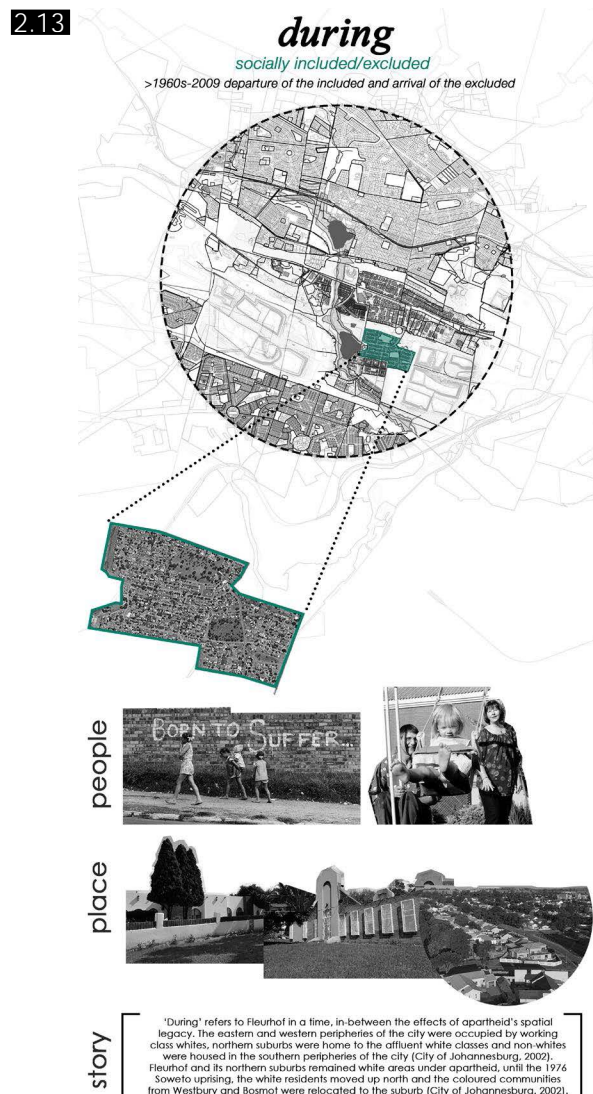 2.13
during
socially included/excluded
>1960s-2009 departure of the included and arrival of the excluded
people
BORN TO SUFFER...
place
story
'During' refers to Fleurhof in a time, in-between the effects of apartheid's spatial
legacy. The eastern and western peripheries of the city were occupied by working
class whites, northern suburbs were home to the affluent white classes and non-whites
were housed in the southern peripheries of the city (City of Johannesburg, 2002).
Fleurhof and its northern suburbs remained white areas under apartheid, until the 1976
Soweto uprising, the white residents moved up north and the coloured communities
from Westbury and Bosmot were relocated to the suburb (City of Johannesburg, 2002).